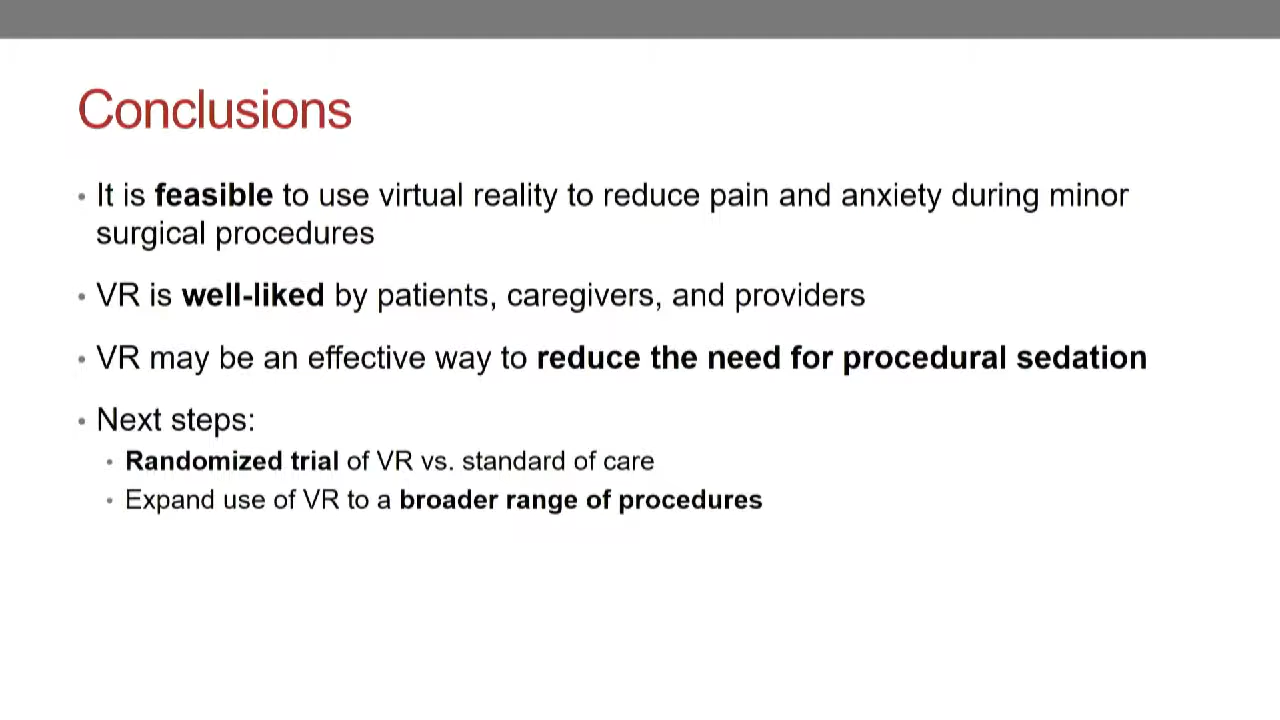 Conclusions
• It is feasible to use virtual reality to reduce pain and anxiety during minor
surgical procedures
• VR is well-liked by patients, caregivers, and providers
• VR may be an effective way to reduce the need for procedural sedation
• Next steps:
• Randomized trial of VR vs. standard of care
• Expand use of VR to a broader range of procedures